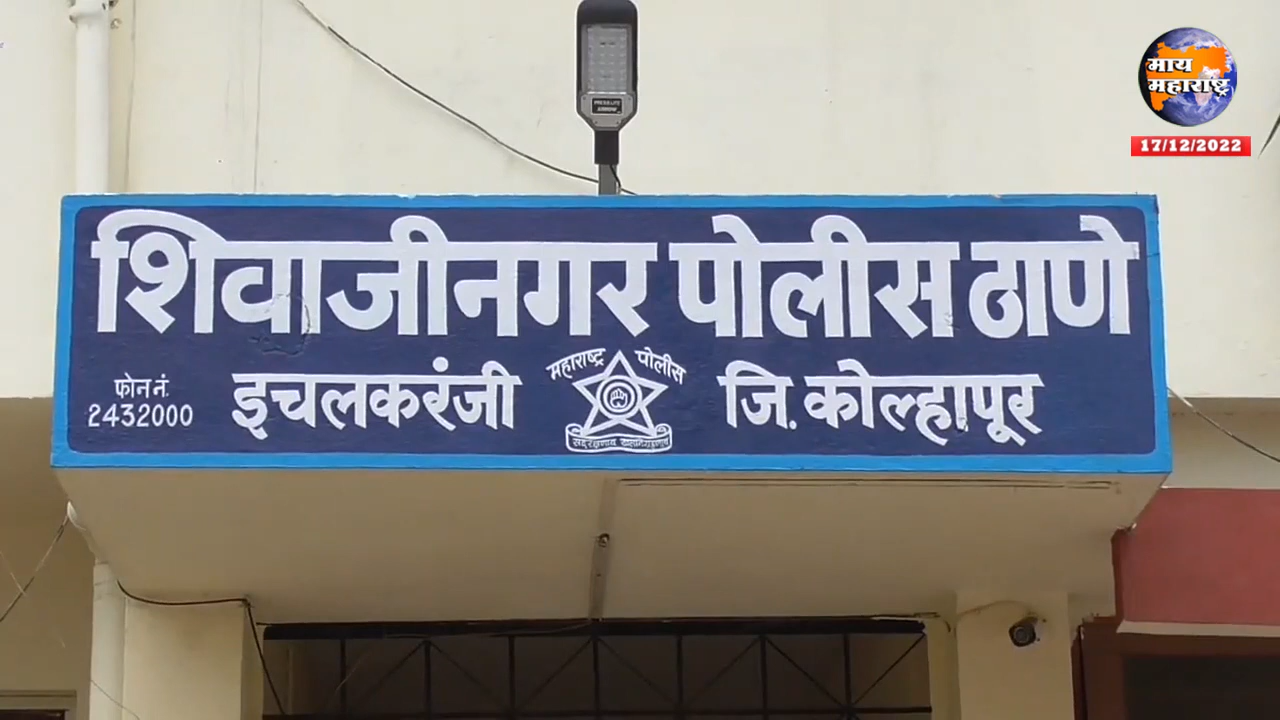 माय
महाराष्ट्र
17/12/2022
शिवाजीनगर पोलीस ठाणे
महाराष्ट्र पोलीस
फोन नं.
2432000
इचलकरंजी
जि. कोल्हापूर